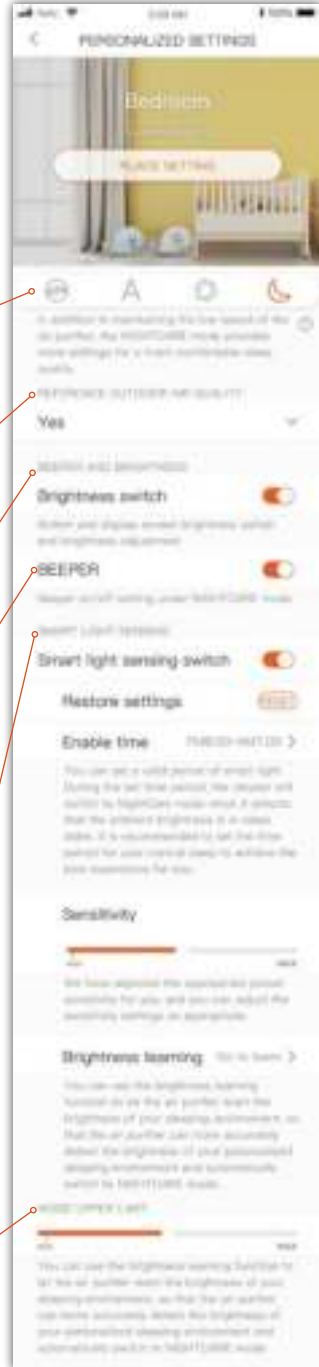 PERSONALIZED SETTINGS
Bedroom
PLACE SETTING
A
In addition to maintaining the low speed of the
air purifier, the NIGHTCARE mode provides
more settings for a more comfortable sleep
quality.
REFERENCE OUTDOOR AIR QUALITY
Yes
BEEPER AND BRIGHTNESS
Brightness switch
Button and display screen brightness switch
and brightness adjustment
BEEPER
Beeper on/off setting under NIGHTCARE mode
SMART LIGHT SENSING
Smart light sensing switch
Restore settings
RESET
Enable time
You can set a valid period of smart light.
During the set time period, the device will
switch to NightCare mode when it detects
that the ambient brightness is in sleep
state. It is recommended to set the time
period for your normal sleep to achieve the
best experience for you.
Sensitivity
MAX
We have adjusted the appropriate preset
sensitivity for you, and you can adjust the
sensitivity settings as appropriate.
Brightness learning Go to learn
You can use the brightness learning
function to let the air purifier learn the
brightness of your sleeping environment, so
that the air purifier can more accurately
detect the brightness of your personalized
sleeping environment and automatically
switch to NIGHTCARE mode.
NOISE UPPER LIMIT
MAX
You can use the brightness learning function to
let the air purifier learn the brightness of your
sleeping environment, so that the air purifier
can more accurately detect the brightness of
your personalized sleeping environment and
automatically switch to NIGHTCARE mode.